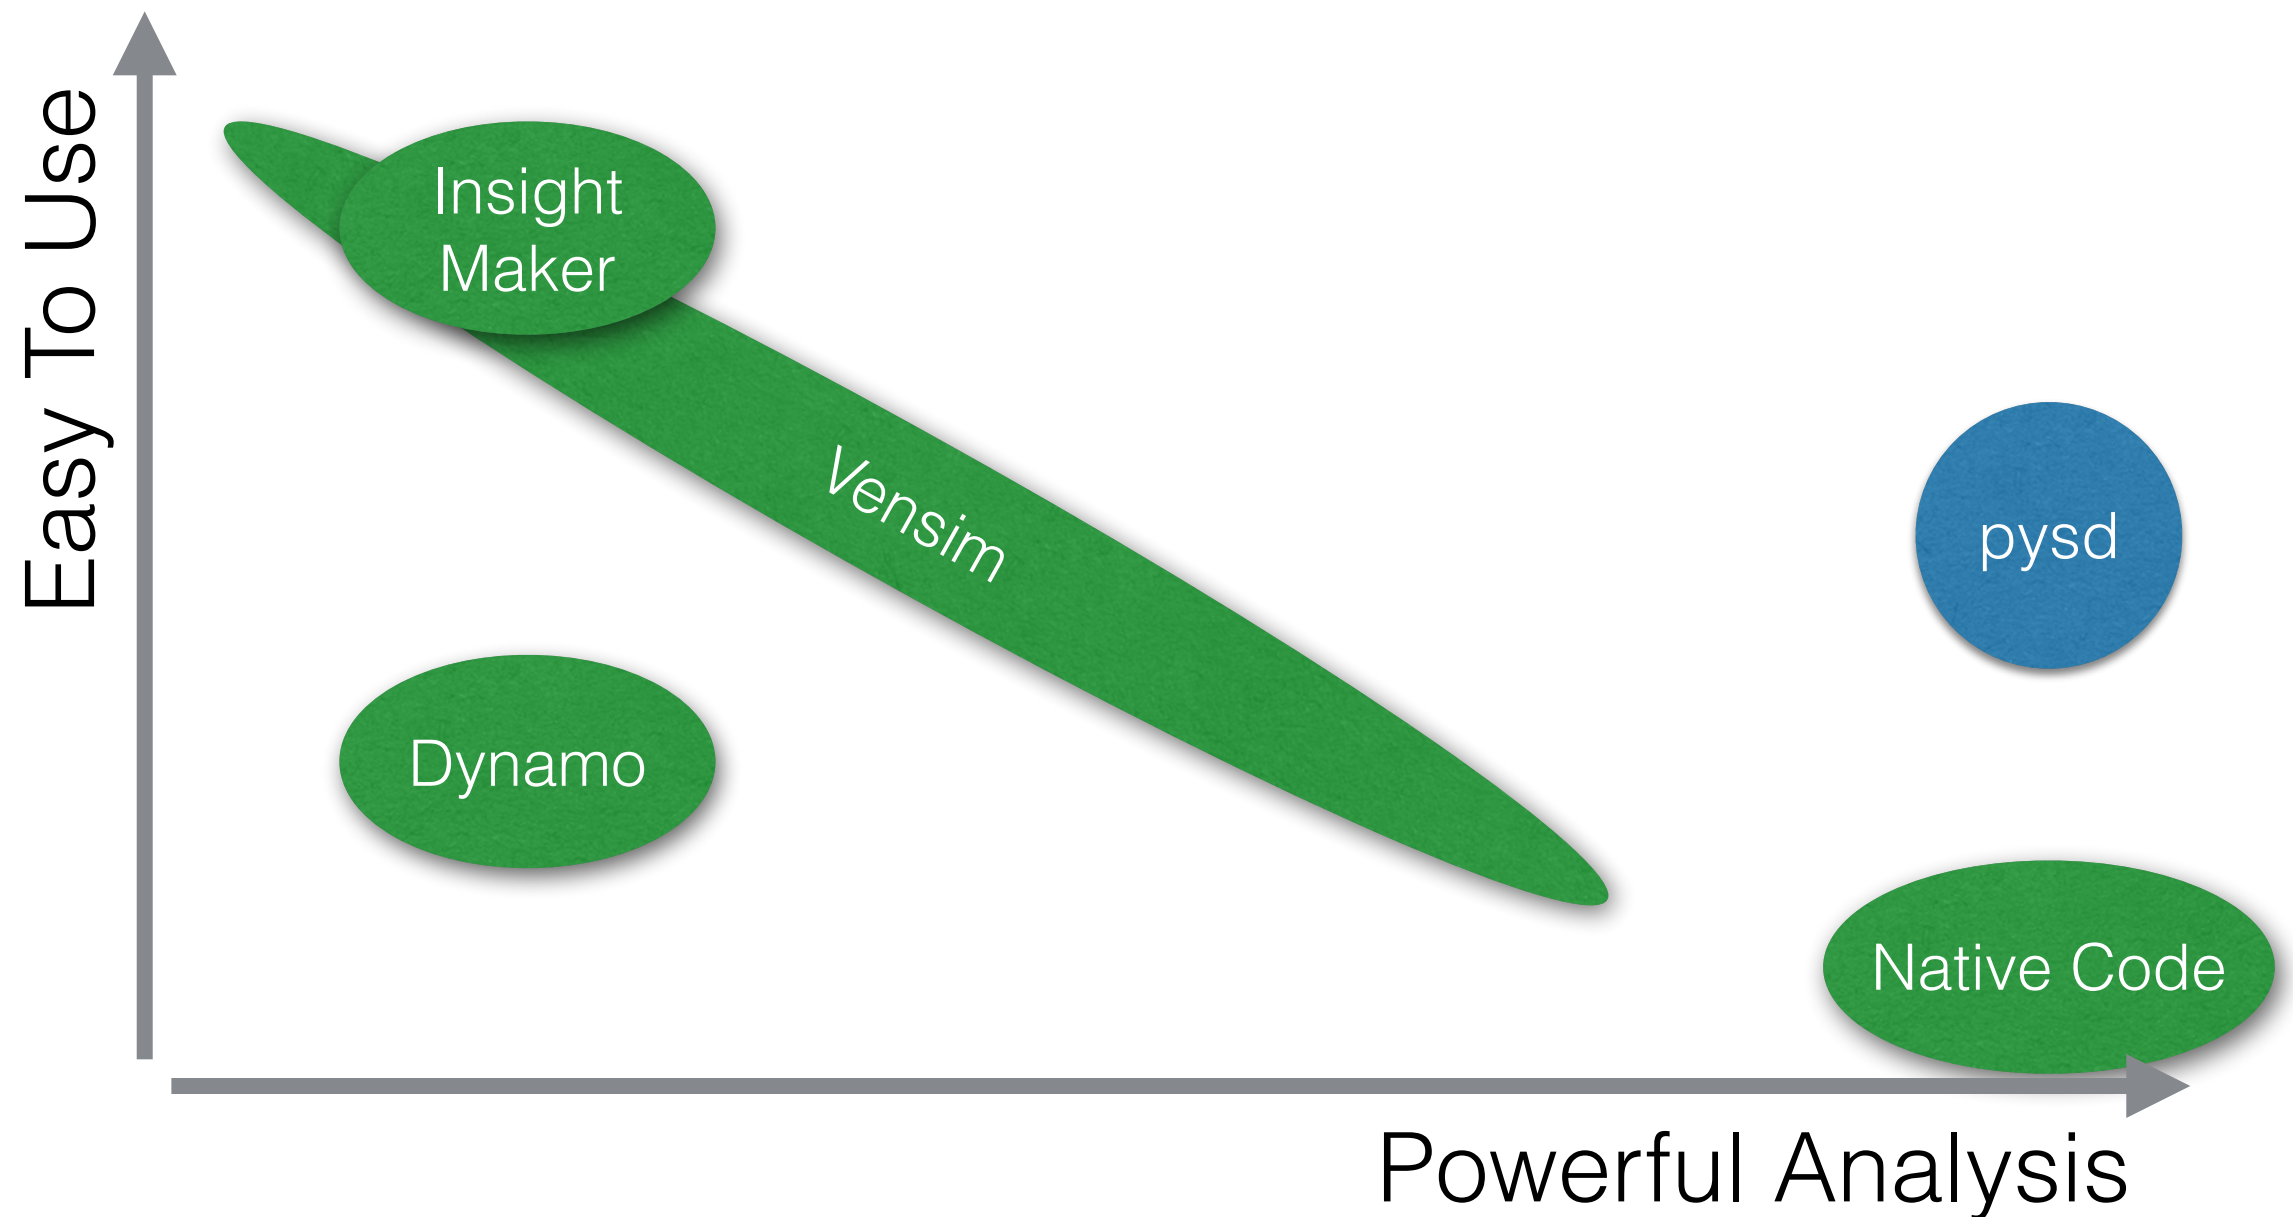 Easy To Use
Insight
Maker
Vensim
pysd
Dynamo
Native Code
Powerful Analysis